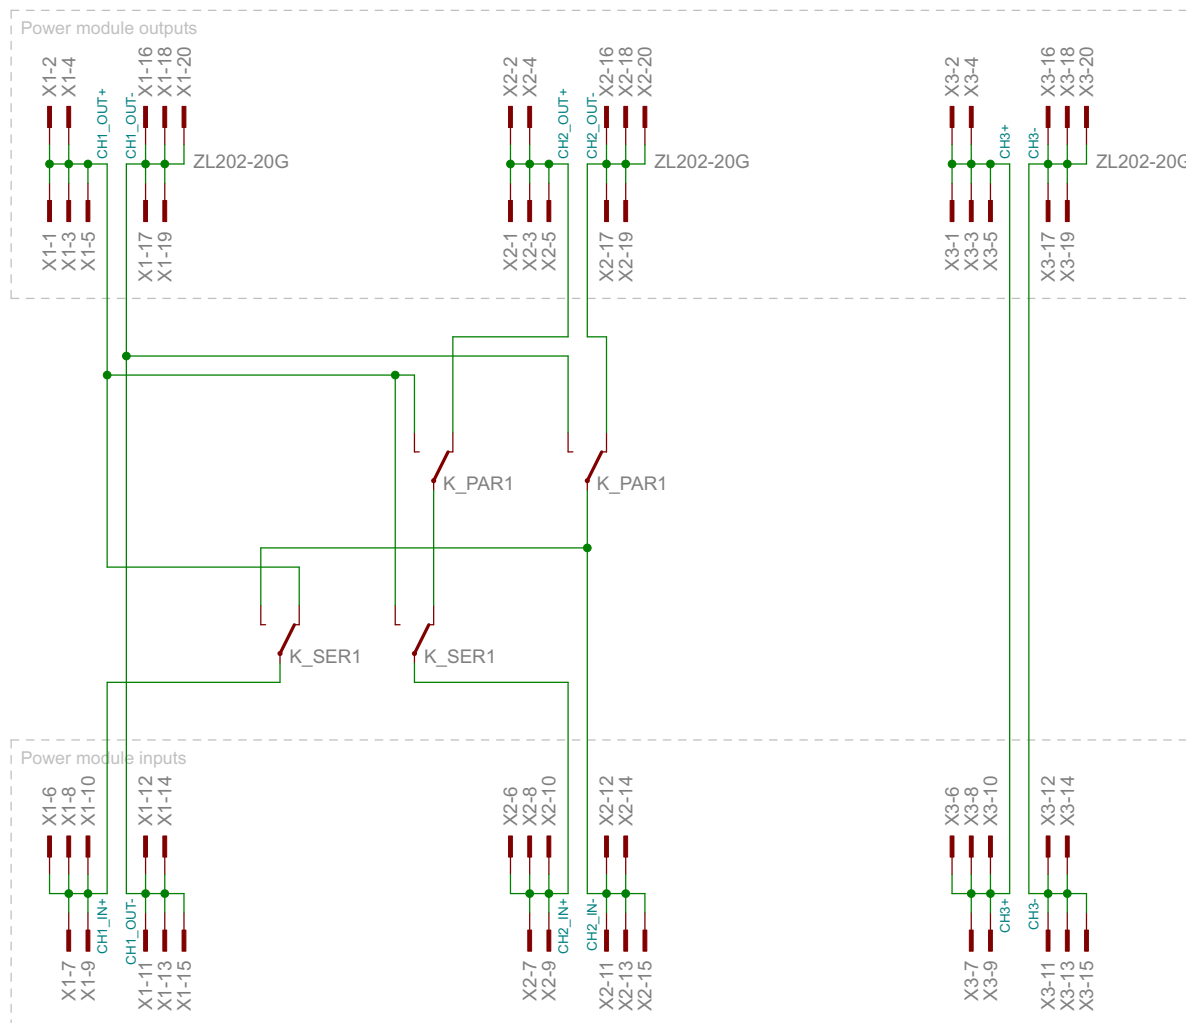 Power module outputs
X1-2
X1-4
CH1_OUT+
CH1_OUT-
X1-16
X1-18
X1-20
ZL202-20G
X1-1
X1-3
X1-5
X1-17
X1-19
X2-2
X2-4
CH2_OUT+
CH2_OUT-
X2-16
X2-18
X2-20
ZL202-20G
X2-1
X2-3
X2-5
X2-17
X2-19
X3-2
X3-4
CH3+
CH3-
X3-16
X3-18
X3-20
ZL202-20G
X3-1
X3-3
X3-5
X3-17
X3-19
K_PAR1
K_PAR1
K_SER1
K_SER1
Power module inputs
X1-6
X1-8
X1-10
X1-12
X1-14
CH1_IN+
CH1_OUT-
X1-7
X1-9
X1-11
X1-13
X1-15
X2-6
X2-8
X2-10
X2-12
X2-14
CH2_IN+
CH2_IN-
X2-7
X2-9
X2-11
X2-13
X2-15
X3-6
X3-8
X3-10
X3-12
X3-14
CH3+
CH3-
X3-7
X3-9
X3-11
X3-13
X3-15